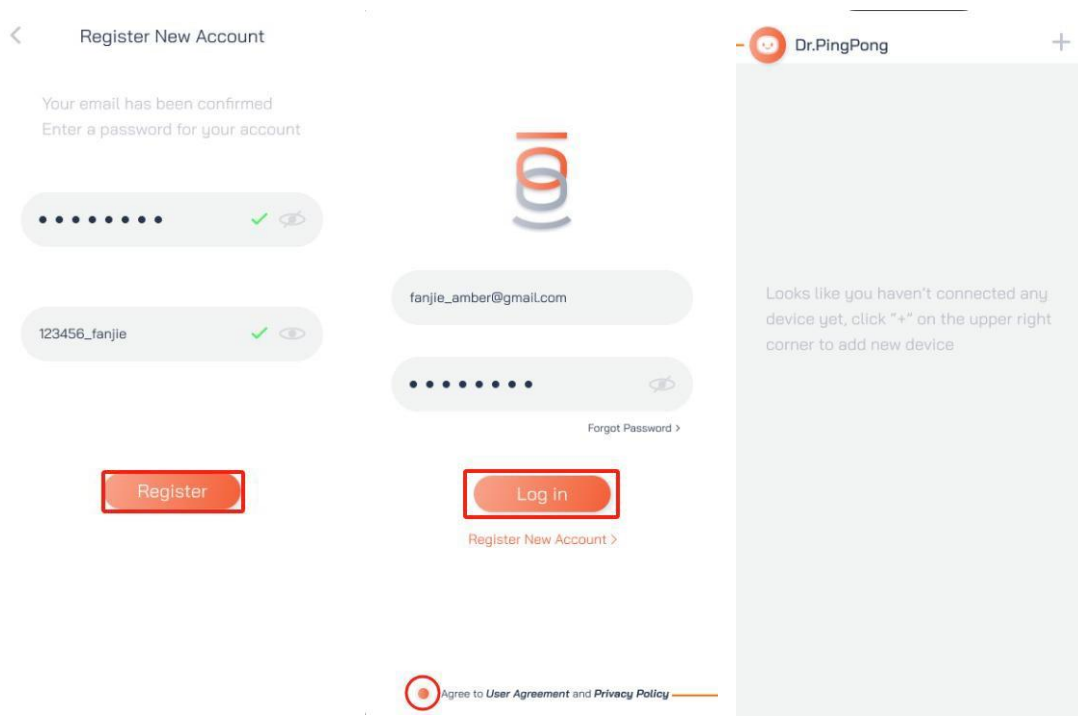 Register New Account
Your email has been confirmed
Enter a password for your account
123456_fanjie
Register
fanjie_amber@gmail.com
Forgot Password >
Log in
Register New Account >
Agree to User Agreement and Privacy Policy
Dr.PingPong
Looks like you haven't connected any
device yet, click "+" on the upper right
corner to add new device